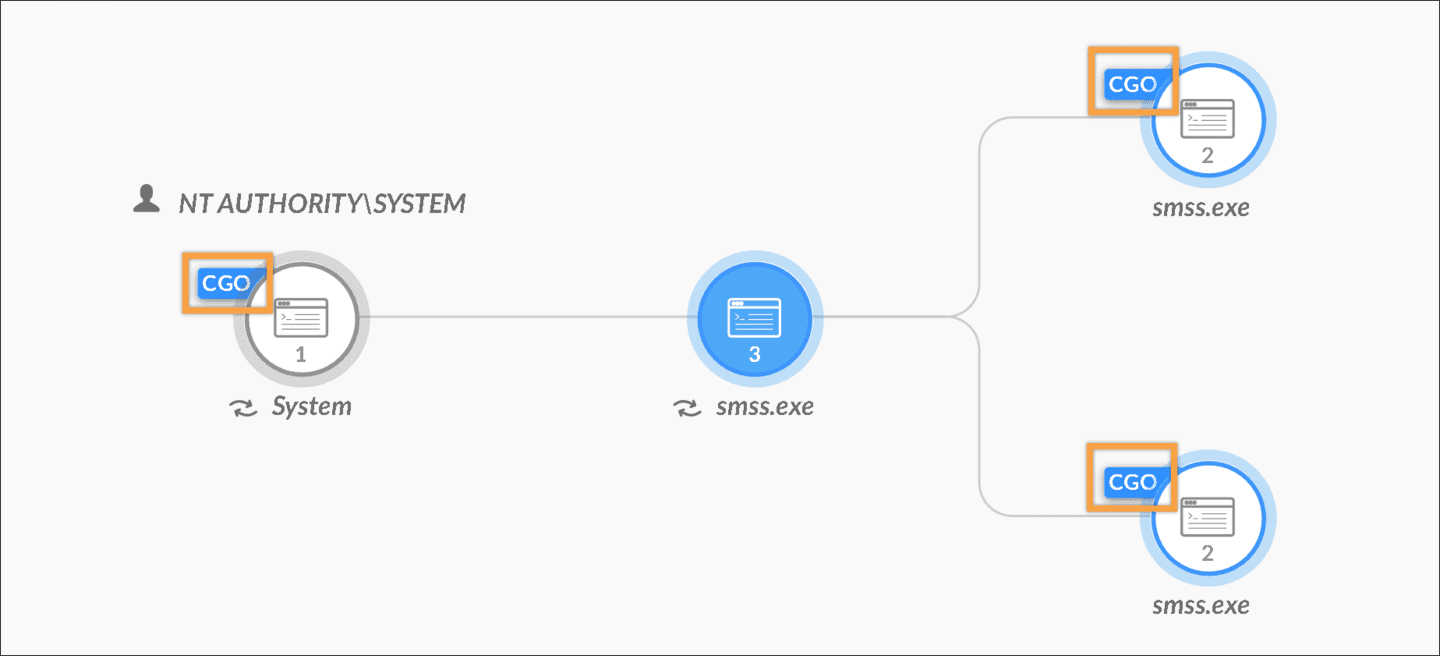 NT AUTHORITY\SYSTEM
CGO
1
System
3
smss.exe
CGO
2
smss.exe
CGO
2
smss.exe